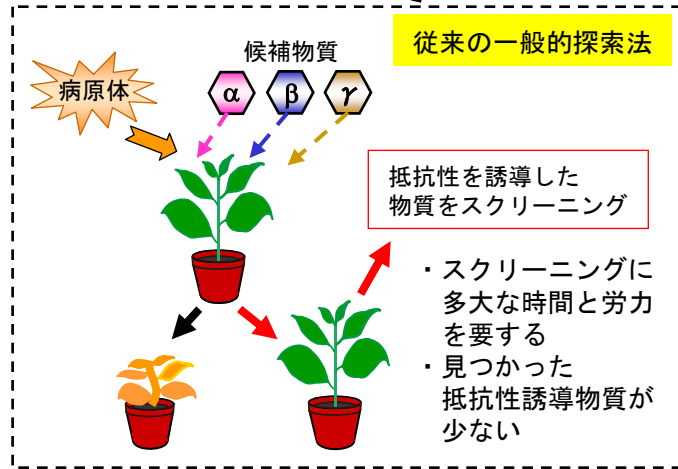 従来の一般的探索法
候補物質
病原体
α
β
γ
抵抗性を誘導した
物質をスクリーニング
・スクリーニングに
多大な時間と労力
を要する
・見つかった
抵抗性誘導物質が
少ない